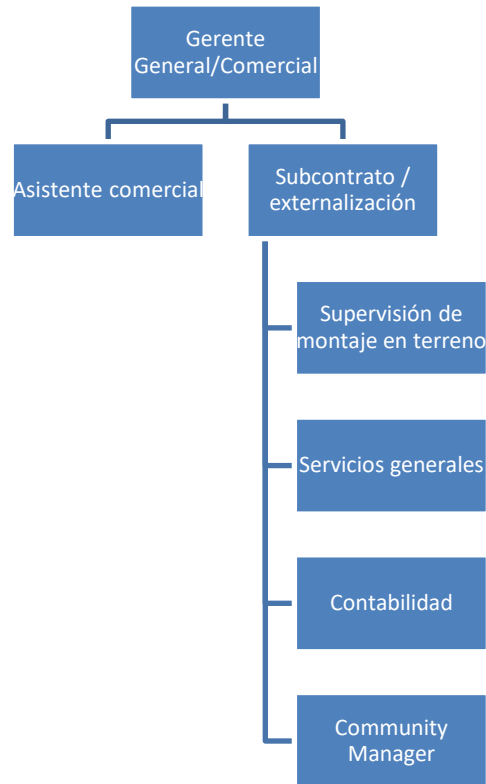 Gerente
General/Comercial
Asistente comercial
Subcontrato /
externalización
Supervisión de
montaje en terreno
Servicios generales
Contabilidad
Community
Manager